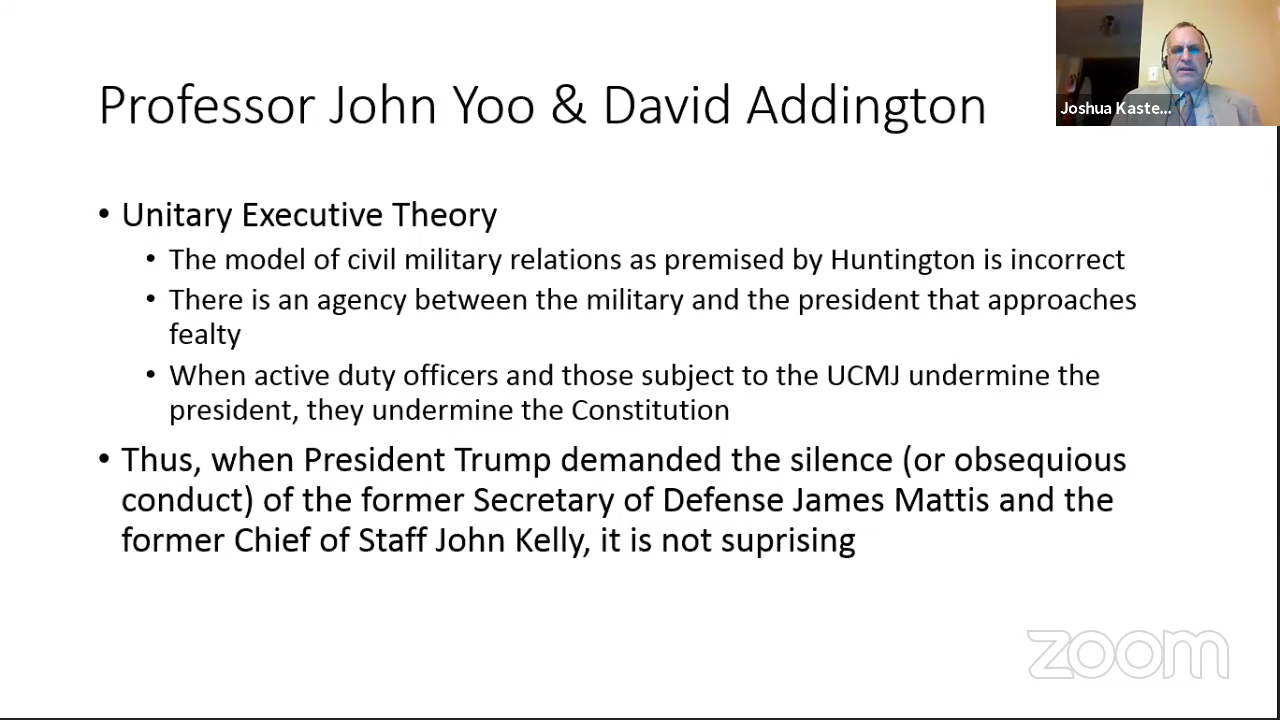 Professor John Yoo & David Addington
Joshua Kaste...
• Unitary Executive Theory
• The model of civil military relations as premised by Huntington is incorrect
• There is an agency between the military and the president that approaches
fealty
• When active duty officers and those subject to the UCMJ undermine the
president, they undermine the Constitution
• Thus, when President Trump demanded the silence (or obsequious
conduct) of the former Secretary of Defense James Mattis and the
former Chief of Staff John Kelly, it is not suprising
zoom